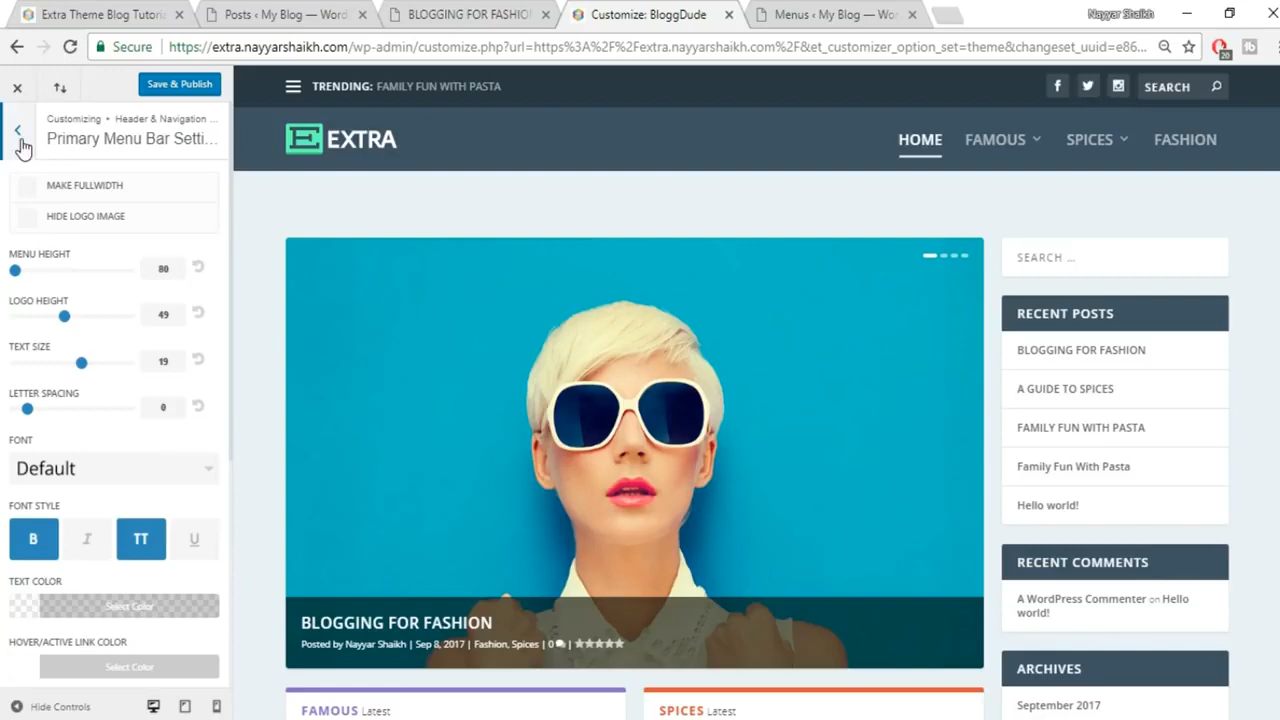 Extra Theme Blog Tutori
Posts ‹ My Blog — Word
BLOGGING FOR FASHIO
Customize: BloggDude
Menus ‹ My Blog — Wo
Nayyar Shaikh
Secure
https://extra.nayyarshaikh.com/wp-admin/customize.php?url=https%3A%2F%2Fextra.nayyarshaikh.com%2F&et_customizer_option_set=theme&changeset_uuid=e86...
20
Save & Publish
Customizing • Header & Navigation ...
Primary Menu Bar Setti...
MAKE FULLWIDTH
HIDE LOGO IMAGE
MENU HEIGHT
80
LOGO HEIGHT
49
TEXT SIZE
19
LETTER SPACING
0
FONT
Default
FONT STYLE
B I TT U
TEXT COLOR
Select Color
HOVER/ACTIVE LINK COLOR
Select Color
Hide Controls
TRENDING: FAMILY FUN WITH PASTA
SEARCH
E EXTRA
HOME FAMOUS SPICES FASHION
BLOGGING FOR FASHION
Posted by Nayyar Shaikh | Sep 8, 2017 | Fashion, Spices | 0 |
FAMOUS Latest
SPICES Latest
SEARCH ...
RECENT POSTS
BLOGGING FOR FASHION
A GUIDE TO SPICES
FAMILY FUN WITH PASTA
Family Fun With Pasta
Hello world!
RECENT COMMENTS
A WordPress Commenter on Hello
world!
ARCHIVES
September 2017